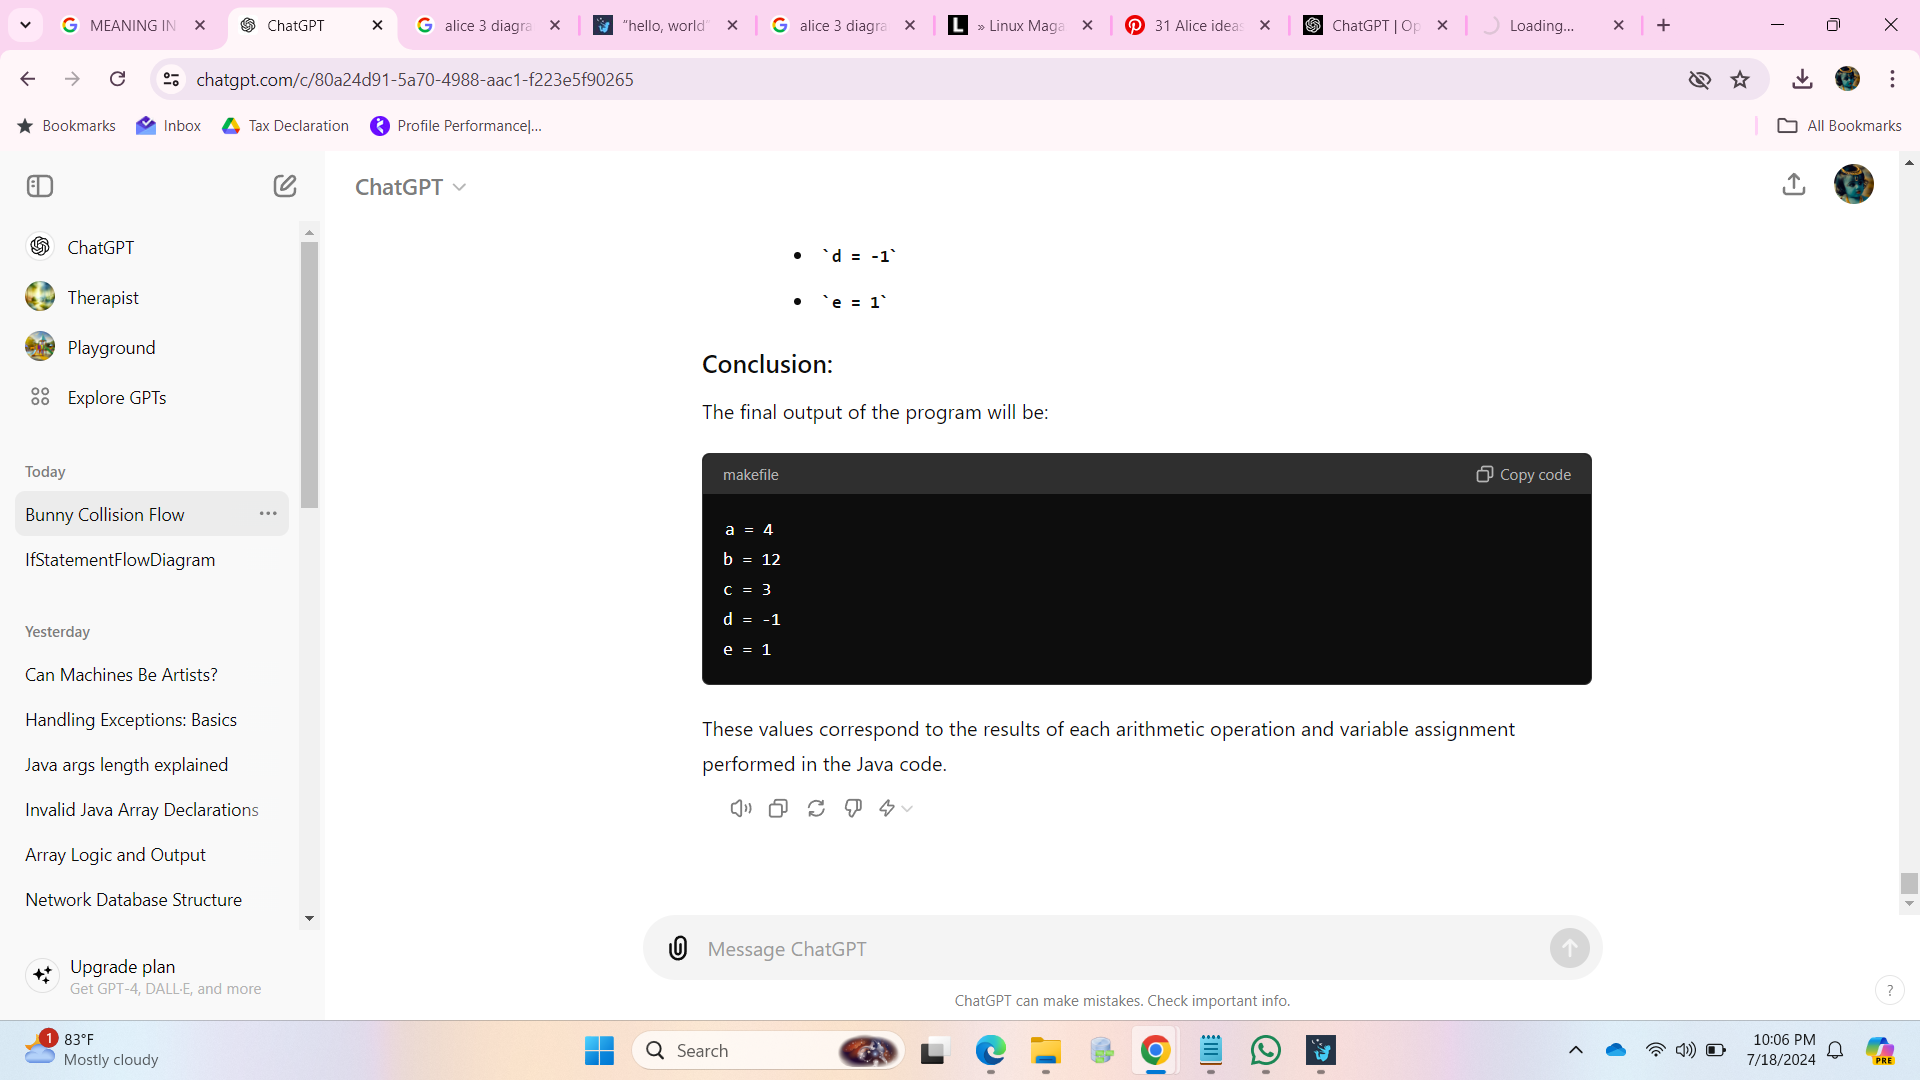 MEANING IN
ChatGPT
alice 3 diagra
"hello, world"
alice 3 diagra
» Linux Maga
31 Alice ideas
ChatGPT | Op
Loading...
chatgpt.com/c/80a24d91-5a70-4988-aac1-f223e5f90265
Bookmarks
Inbox
Tax Declaration
Profile Performance|...
All Bookmarks
ChatGPT
ChatGPT
Therapist
Playground
Explore GPTs
Today
Bunny Collision Flow
IfStatementFlowDiagram
Yesterday
Can Machines Be Artists?
Handling Exceptions: Basics
Java args length explained
Invalid Java Array Declarations
Array Logic and Output
Network Database Structure
Upgrade plan
Get GPT-4, DALL·E, and more
• `d = -1`
• `e = 1`
Conclusion:
The final output of the program will be:
makefile
Copy code
a = 4
b = 12
c = 3
d = -1
e = 1
These values correspond to the results of each arithmetic operation and variable assignment
performed in the Java code.
Message ChatGPT
ChatGPT can make mistakes. Check important info.
?
1
83°F
Mostly cloudy
Search
10:06 PM
7/18/2024
PRE